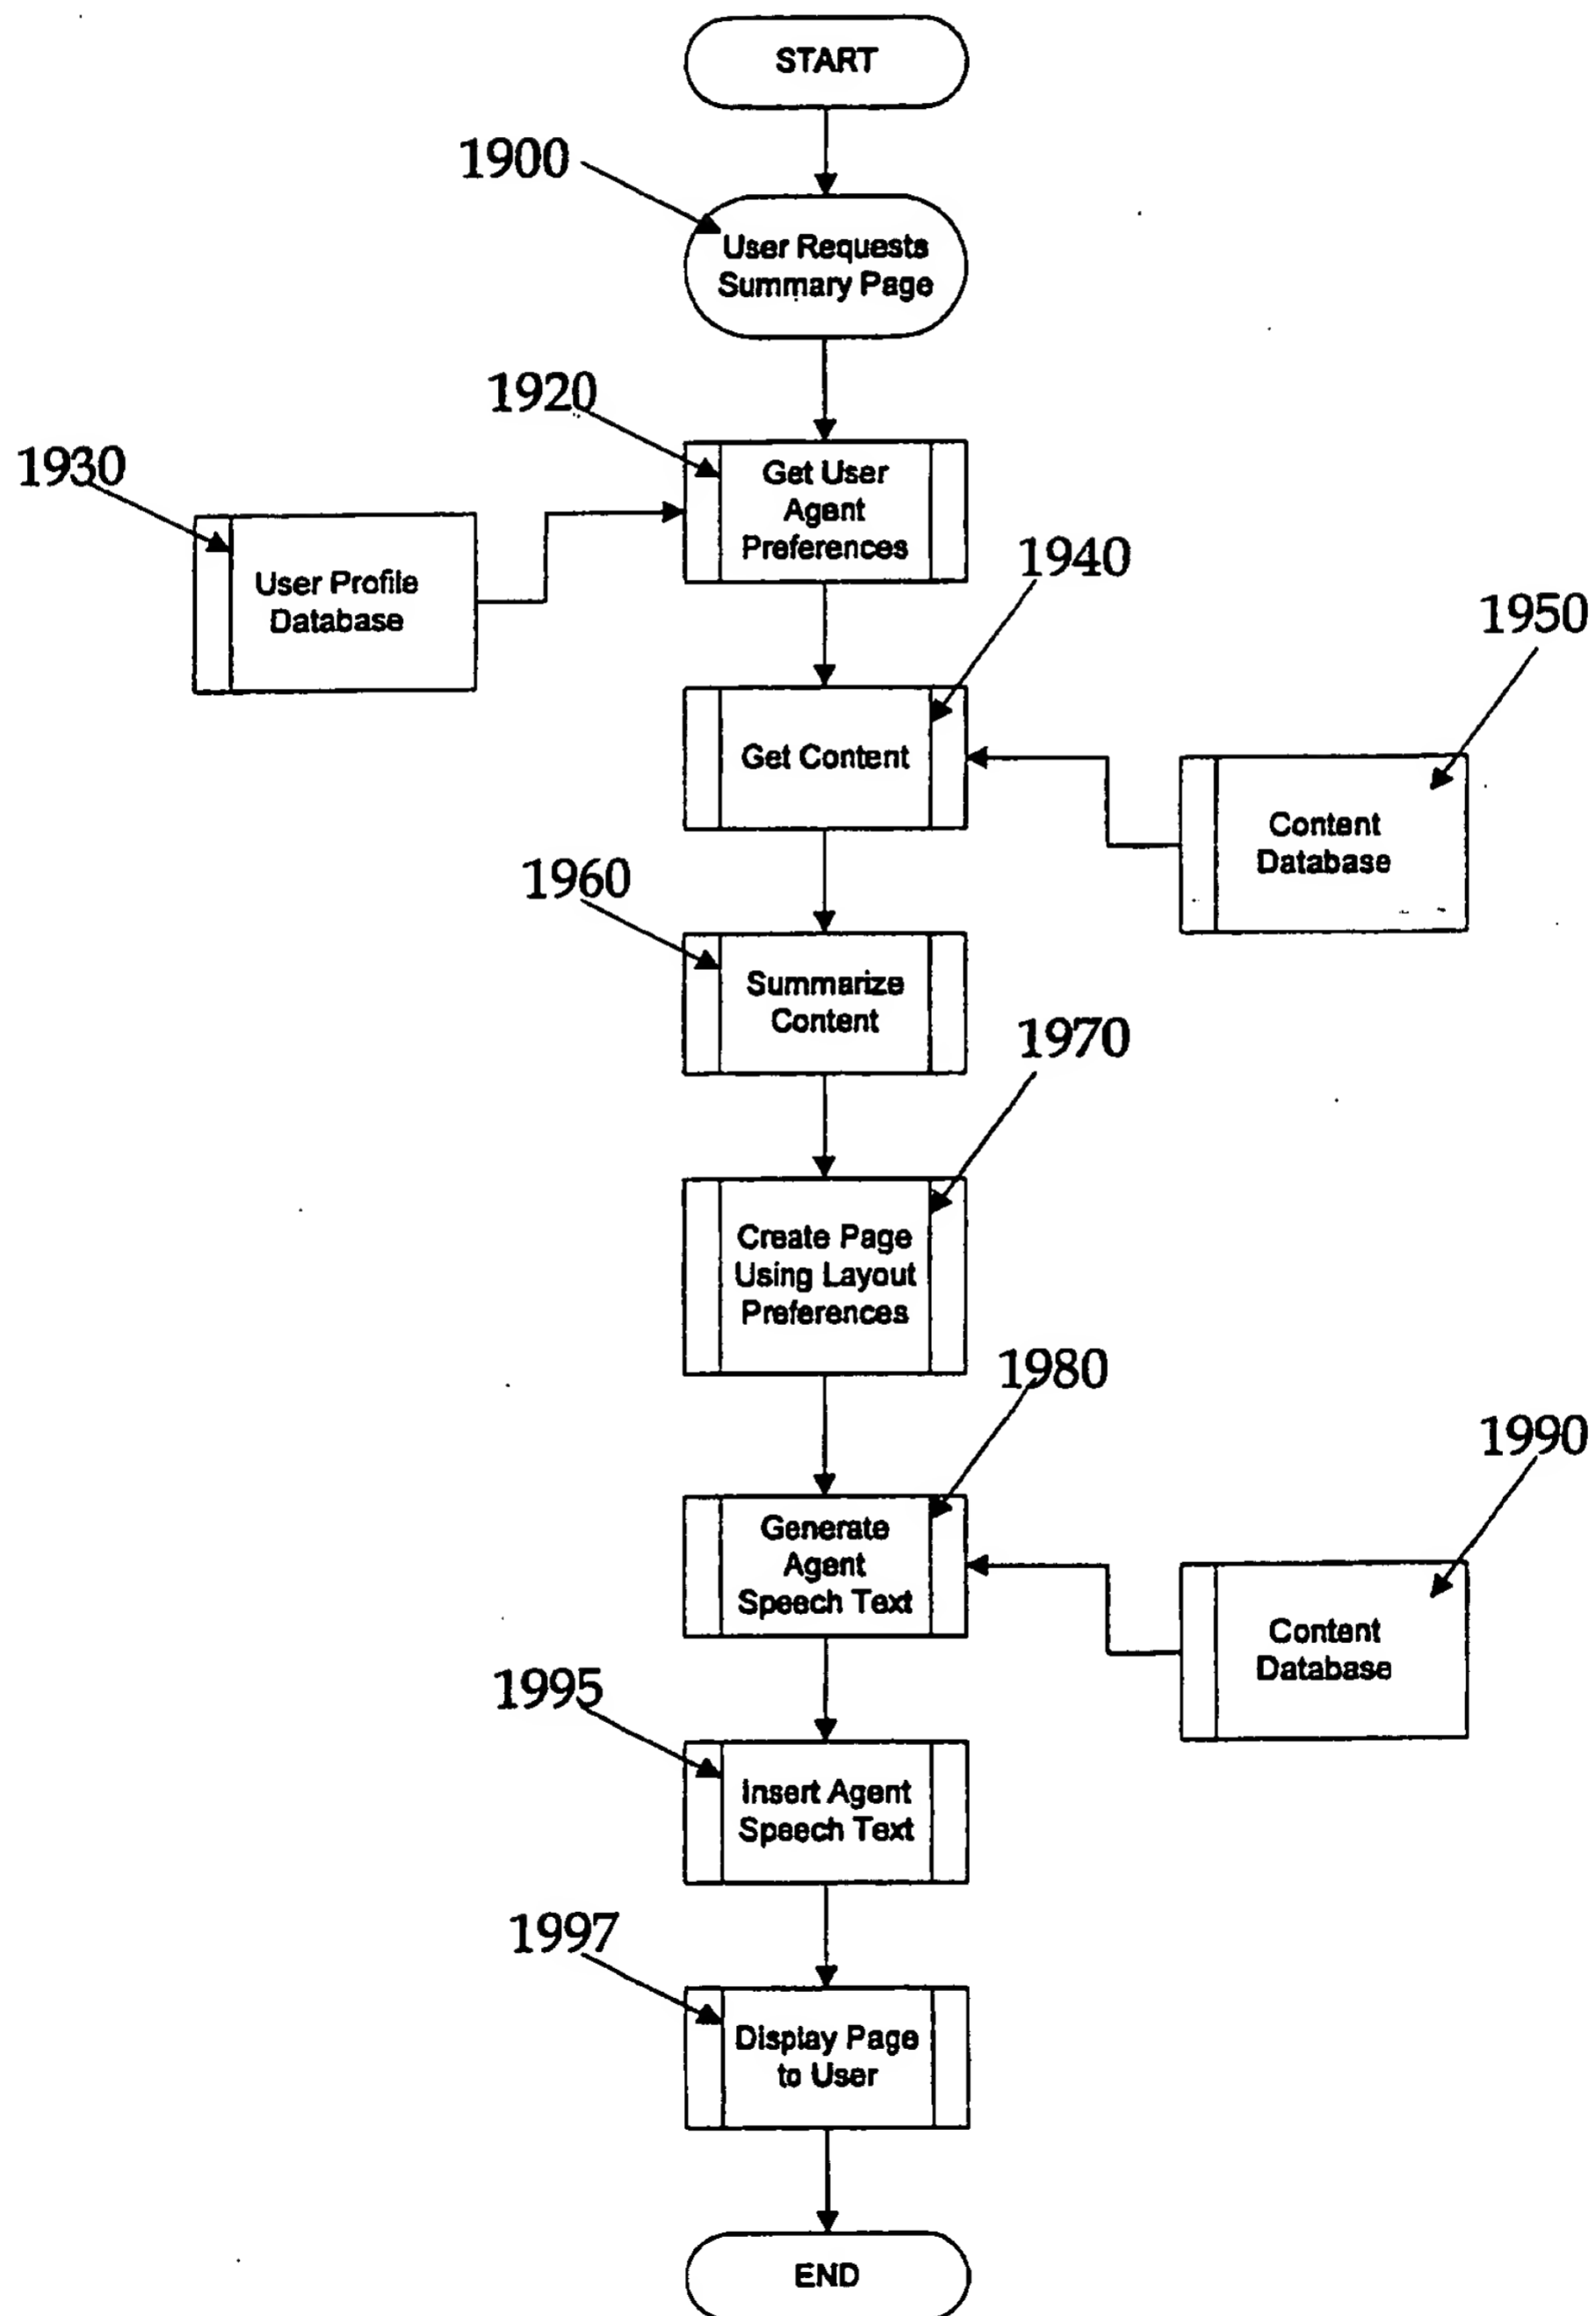 START
1900
User Requests
Summary Page
1920
1930
Get User
Agent
Preferences
User Profile
Database
1940
1950
Get Content
Content
Database
1960
Summarize
Content
1970
Create Page
Using Layout
Preferences
1980
1990
Generate
Agent
Speech Text
Content
Database
1995
Insert Agent
Speech Text
1997
Display Page
to User
END